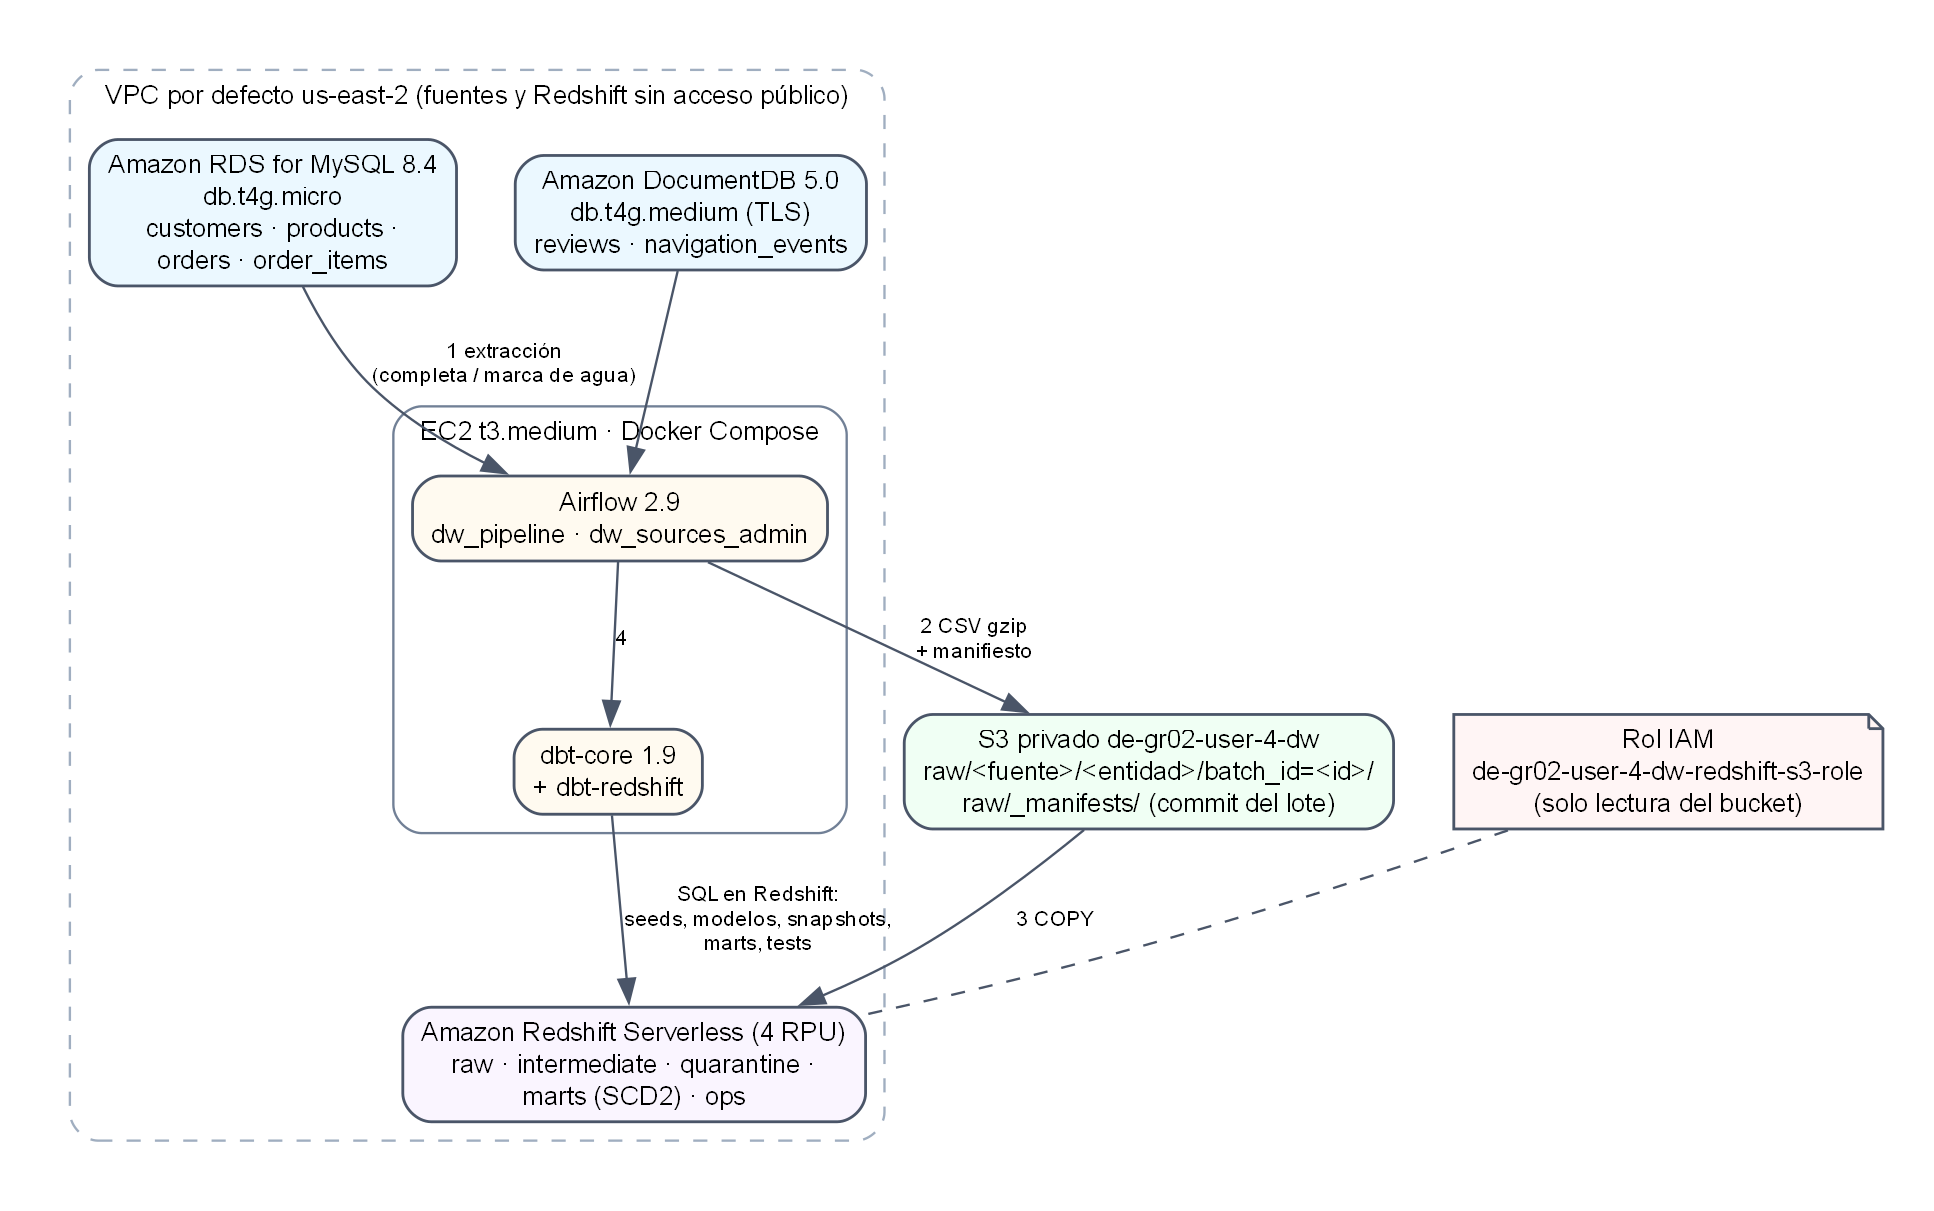 VPC por defecto us-east-2 (fuentes y Redshift sin acceso público)
Amazon RDS for MySQL 8.4
db.t4g.micro
customers · products ·
orders · order_items
Amazon DocumentDB 5.0
db.t4g.medium (TLS)
reviews · navigation_events
1 extracción
(completa / marca de agua)
EC2 t3.medium · Docker Compose
Airflow 2.9
dw_pipeline · dw_sources_admin
4
2 CSV gzip
+ manifiesto
dbt-core 1.9
+ dbt-redshift
S3 privado de-gr02-user-4-dw
raw/<fuente>/<entidad>/batch_id=<id>/
raw/_manifests/ (commit del lote)
Rol IAM
de-gr02-user-4-dw-redshift-s3-role
(solo lectura del bucket)
SQL en Redshift:
seeds, modelos, snapshots,
marts, tests
3 COPY
Amazon Redshift Serverless (4 RPU)
raw · intermediate · quarantine ·
marts (SCD2) · ops